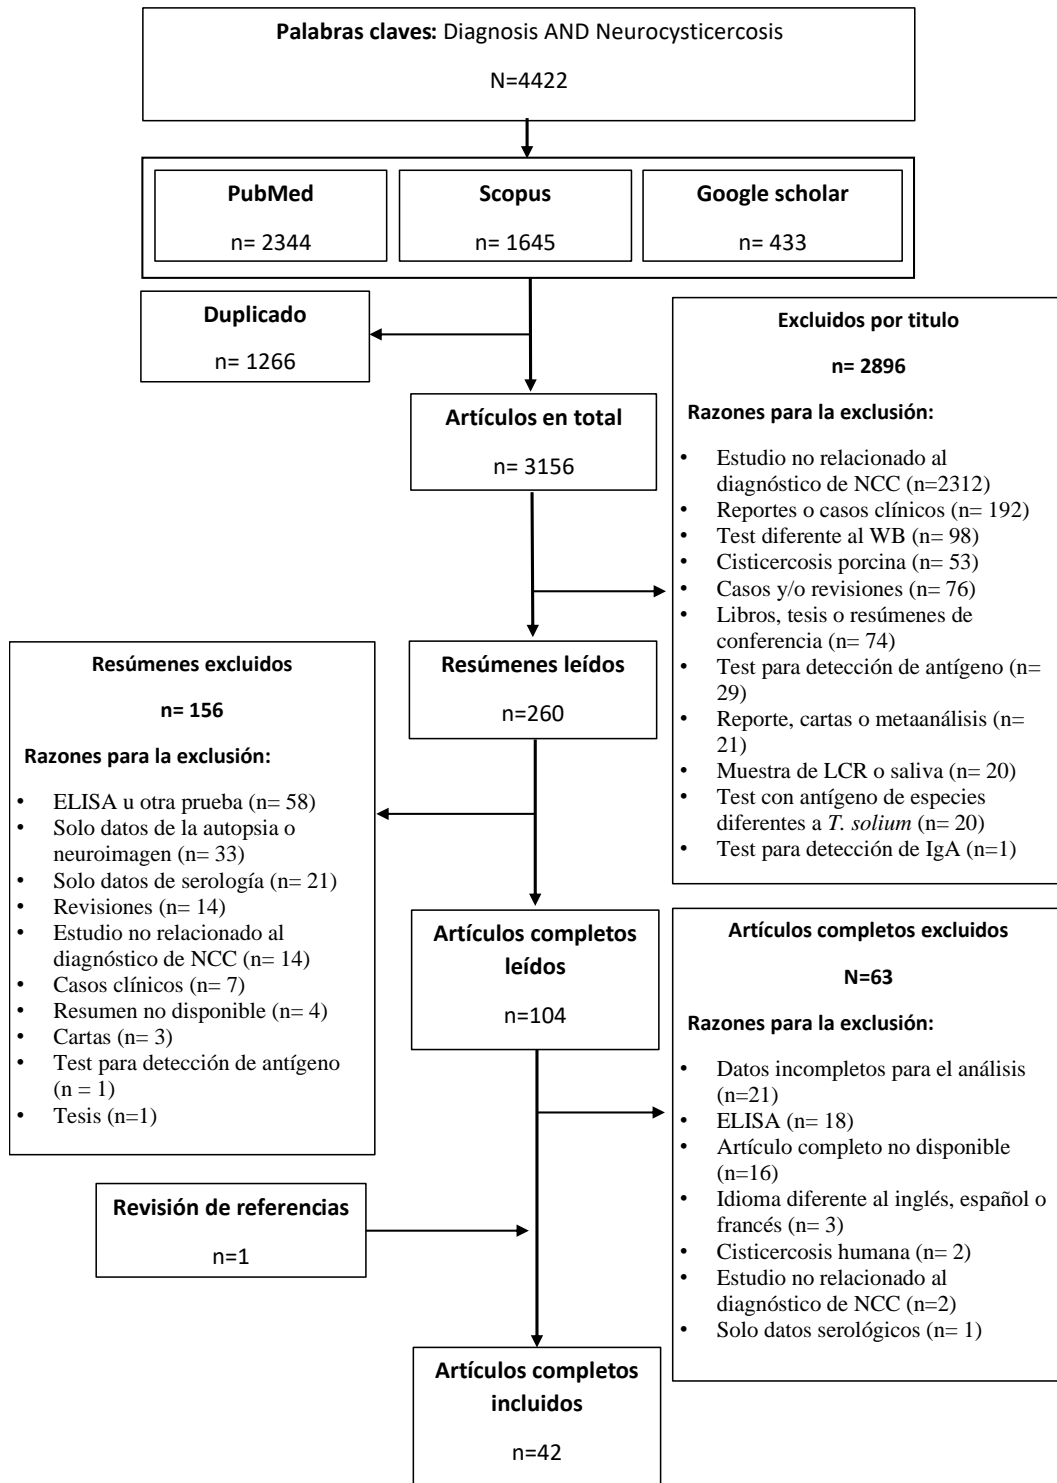 Palabras claves: Diagnosis AND Neurocysticercosis
N=4422
PubMed
n= 2344
Scopus
n= 1645
Google scholar
n= 433
Duplicado
n= 1266
Artículos en total
n= 3156
Excluidos por titulo
n= 2896
Razones para la exclusión:
• Estudio no relacionado al
diagnóstico de NCC (n=2312)
• Reportes o casos clínicos (n= 192)
• Test diferente al WB (n= 98)
• Cisticercosis porcina (n= 53)
• Casos y/o revisiones (n= 76)
• Libros, tesis o resúmenes de
conferencia (n= 74)
• Test para detección de antígeno (n=
29)
• Reporte, cartas o metaanálisis (n=
21)
• Muestra de LCR o saliva (n= 20)
• Test con antígeno de especies
diferentes a T. solium (n= 20)
• Test para detección de IgA (n=1)
Resúmenes leídos
n=260
Resúmenes excluidos
n= 156
Razones para la exclusión:
• ELISA u otra prueba (n= 58)
• Solo datos de la autopsia o
neuroimagen (n= 33)
• Solo datos de serología (n= 21)
• Revisiones (n= 14)
• Estudio no relacionado al
diagnóstico de NCC (n= 14)
• Casos clínicos (n= 7)
• Resumen no disponible (n= 4)
• Cartas (n= 3)
• Test para detección de antígeno
(n = 1)
• Tesis (n=1)
Artículos completos
leídos
n=104
Artículos completos excluidos
N=63
Razones para la exclusión:
• Datos incompletos para el análisis
(n=21)
• ELISA (n= 18)
• Artículo completo no disponible
(n=16)
• Idioma diferente al inglés, español o
francés (n= 3)
• Cisticercosis humana (n= 2)
• Estudio no relacionado al
diagnóstico de NCC (n=2)
• Solo datos serológicos (n= 1)
Revisión de referencias
n=1
Artículos completos
incluidos
n=42